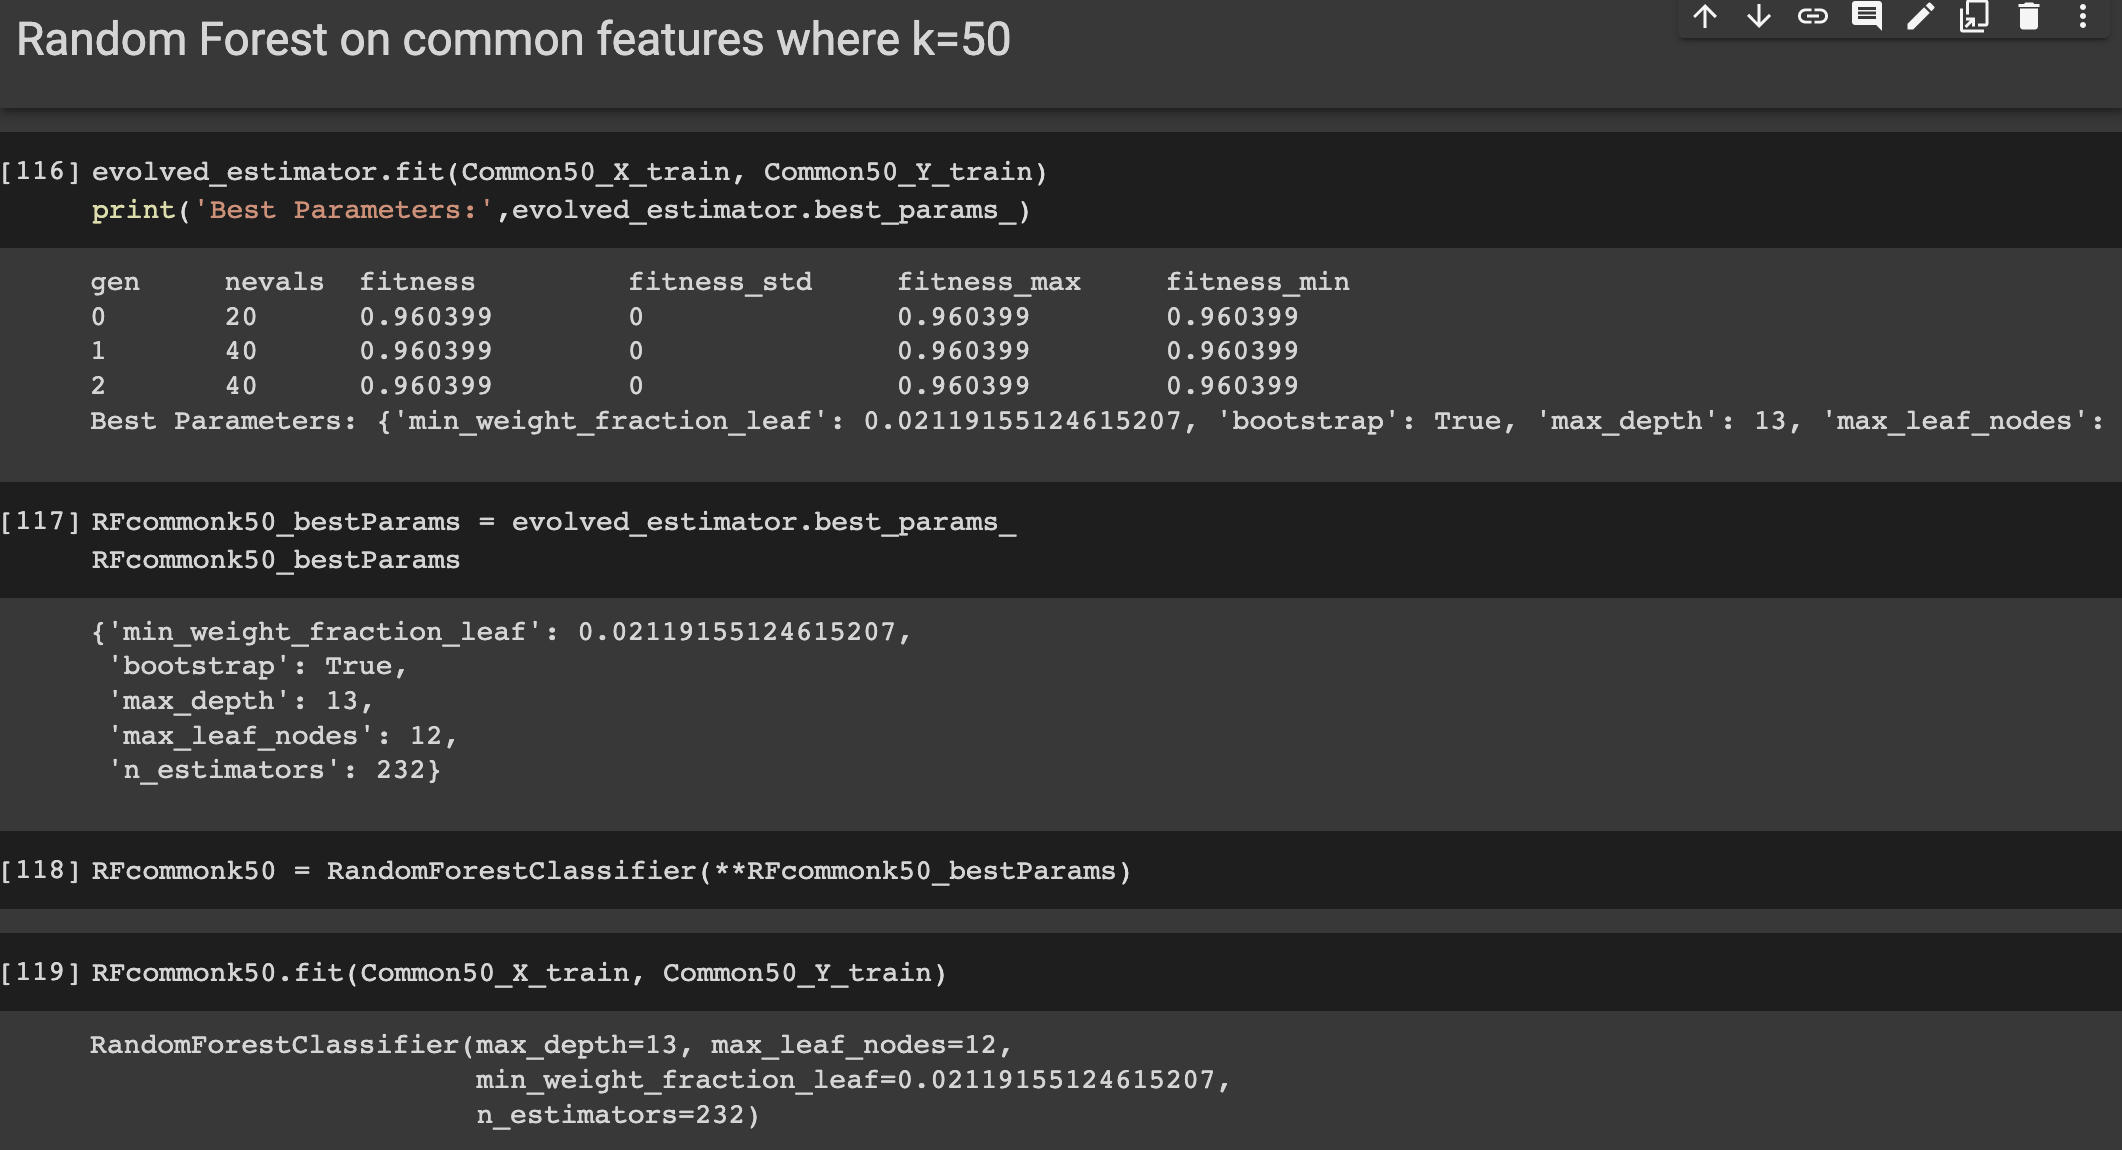 Random Forest on common features where k=50
[116] evolved_estimator.fit(Common50_X_train, Common50_Y_train)
print('Best Parameters:',evolved_estimator.best_params_)
gen nevals fitness fitness_std fitness_max fitness_min
0 20 0.960399 0 0.960399 0.960399
1 40 0.960399 0 0.960399 0.960399
2 40 0.960399 0 0.960399 0.960399
Best Parameters: {'min_weight_fraction_leaf': 0.02119155124615207, 'bootstrap': True, 'max_depth': 13, 'max_leaf_nodes':
[117] RFcommonk50_bestParams = evolved_estimator.best_params_
RFcommonk50_bestParams
{'min_weight_fraction_leaf': 0.02119155124615207,
'bootstrap': True,
'max_depth': 13,
'max_leaf_nodes': 12,
'n_estimators': 232}
[118] RFcommonk50 = RandomForestClassifier(**RFcommonk50_bestParams)
[119] RFcommonk50.fit(Common50_X_train, Common50_Y_train)
RandomForestClassifier(max_depth=13, max_leaf_nodes=12,
min_weight_fraction_leaf=0.02119155124615207,
n_estimators=232)